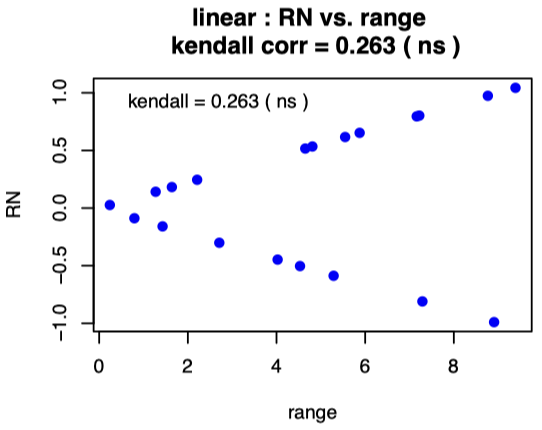 linear : RN vs. range
kendall corr = 0.263 ( ns )
kendall = 0.263 ( ns )
1.0
0.5
0.0
−0.5
−1.0
RN
0 2 4 6 8
range